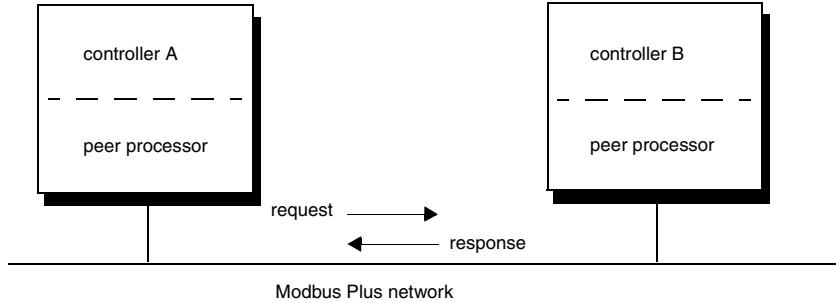 controller A
controller B
peer processor
peer processor
request
response
Modbus Plus network